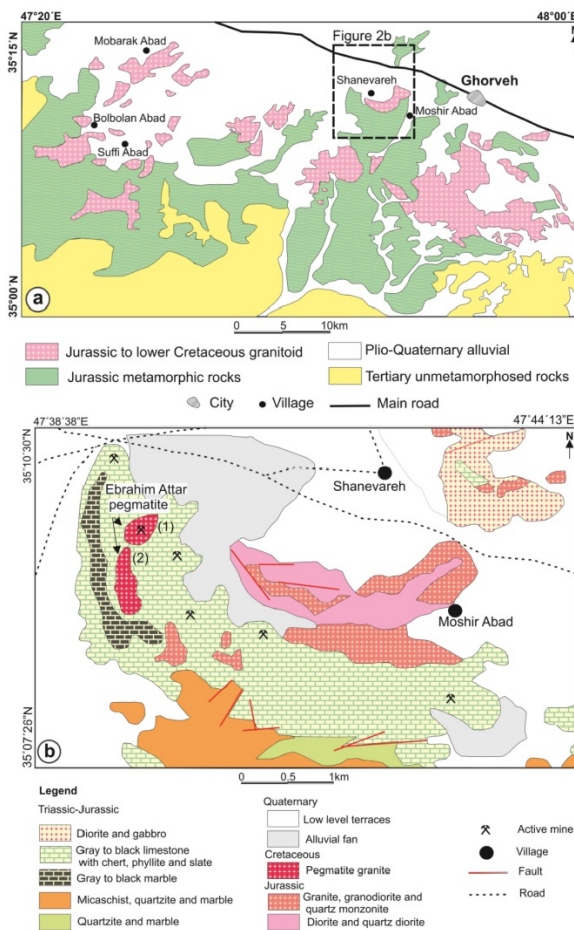 47˚20'E
48˚00'E
35˚15'N
N
Figure 2b
Mobarak Abad
Shanevareh
Ghorveh
Moshir Abad
Bolbolan Abad
Suffi Abad
35˚00'N
a
0 5 10km
Jurassic to lower Cretaceous granitoid
Plio-Quaternary alluvial
Jurassic metamorphic rocks
Tertiary unmetamorphosed rocks
City
Village
Main road
47˚38'38"E
47˚44'13"E
35˚10'30"N
N
Shanevareh
Ebrahim Attar
pegmatite
(1)
(2)
Moshir Abad
35˚07'26"N
b
0 0.5 1km
Legend
Triassic-Jurassic
Diorite and gabbro
Gray to black limestone
with chert, phyllite and slate
Gray to black marble
Micaschist, quartzite and marble
Quartzite and marble
Quaternary
Low level terraces
Alluvial fan
Cretaceous
Pegmatite granite
Jurassic
Granite, granodiorite and
quartz monzonite
Diorite and quartz diorite
Active mine
Village
Fault
Road